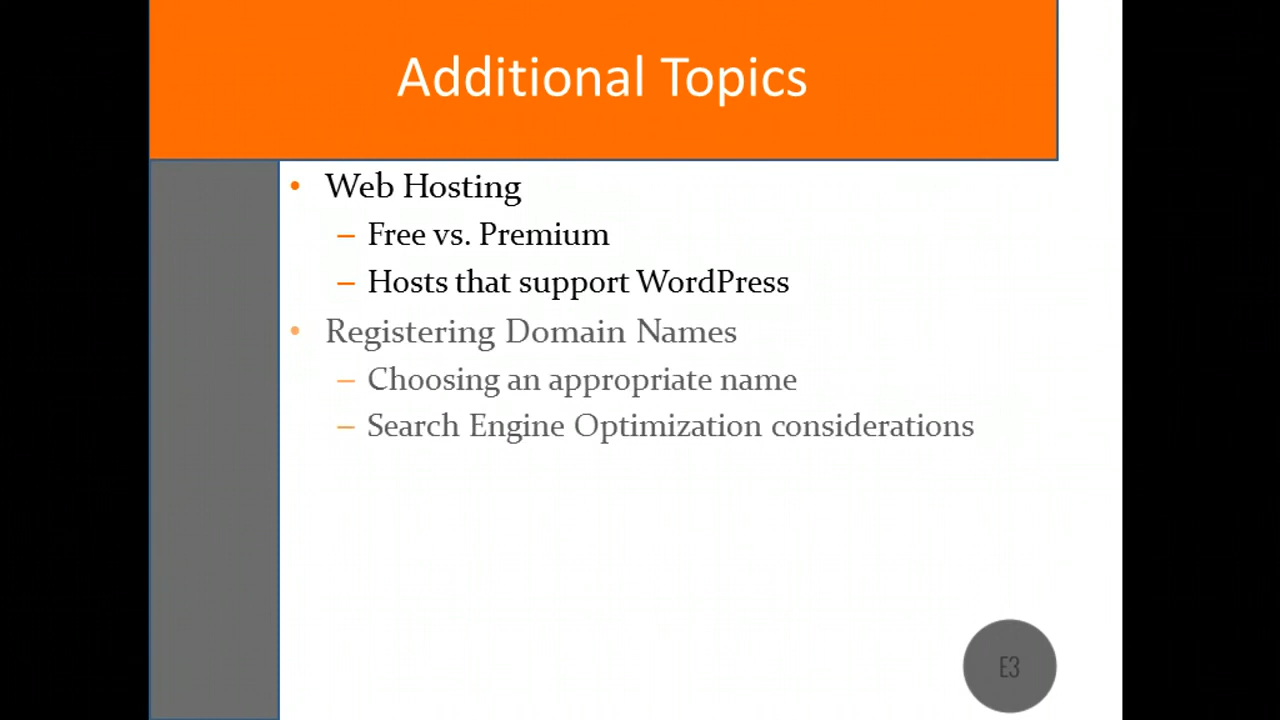 Additional Topics
• Web Hosting
– Free vs. Premium
– Hosts that support WordPress
• Registering Domain Names
– Choosing an appropriate name
– Search Engine Optimization considerations
E3